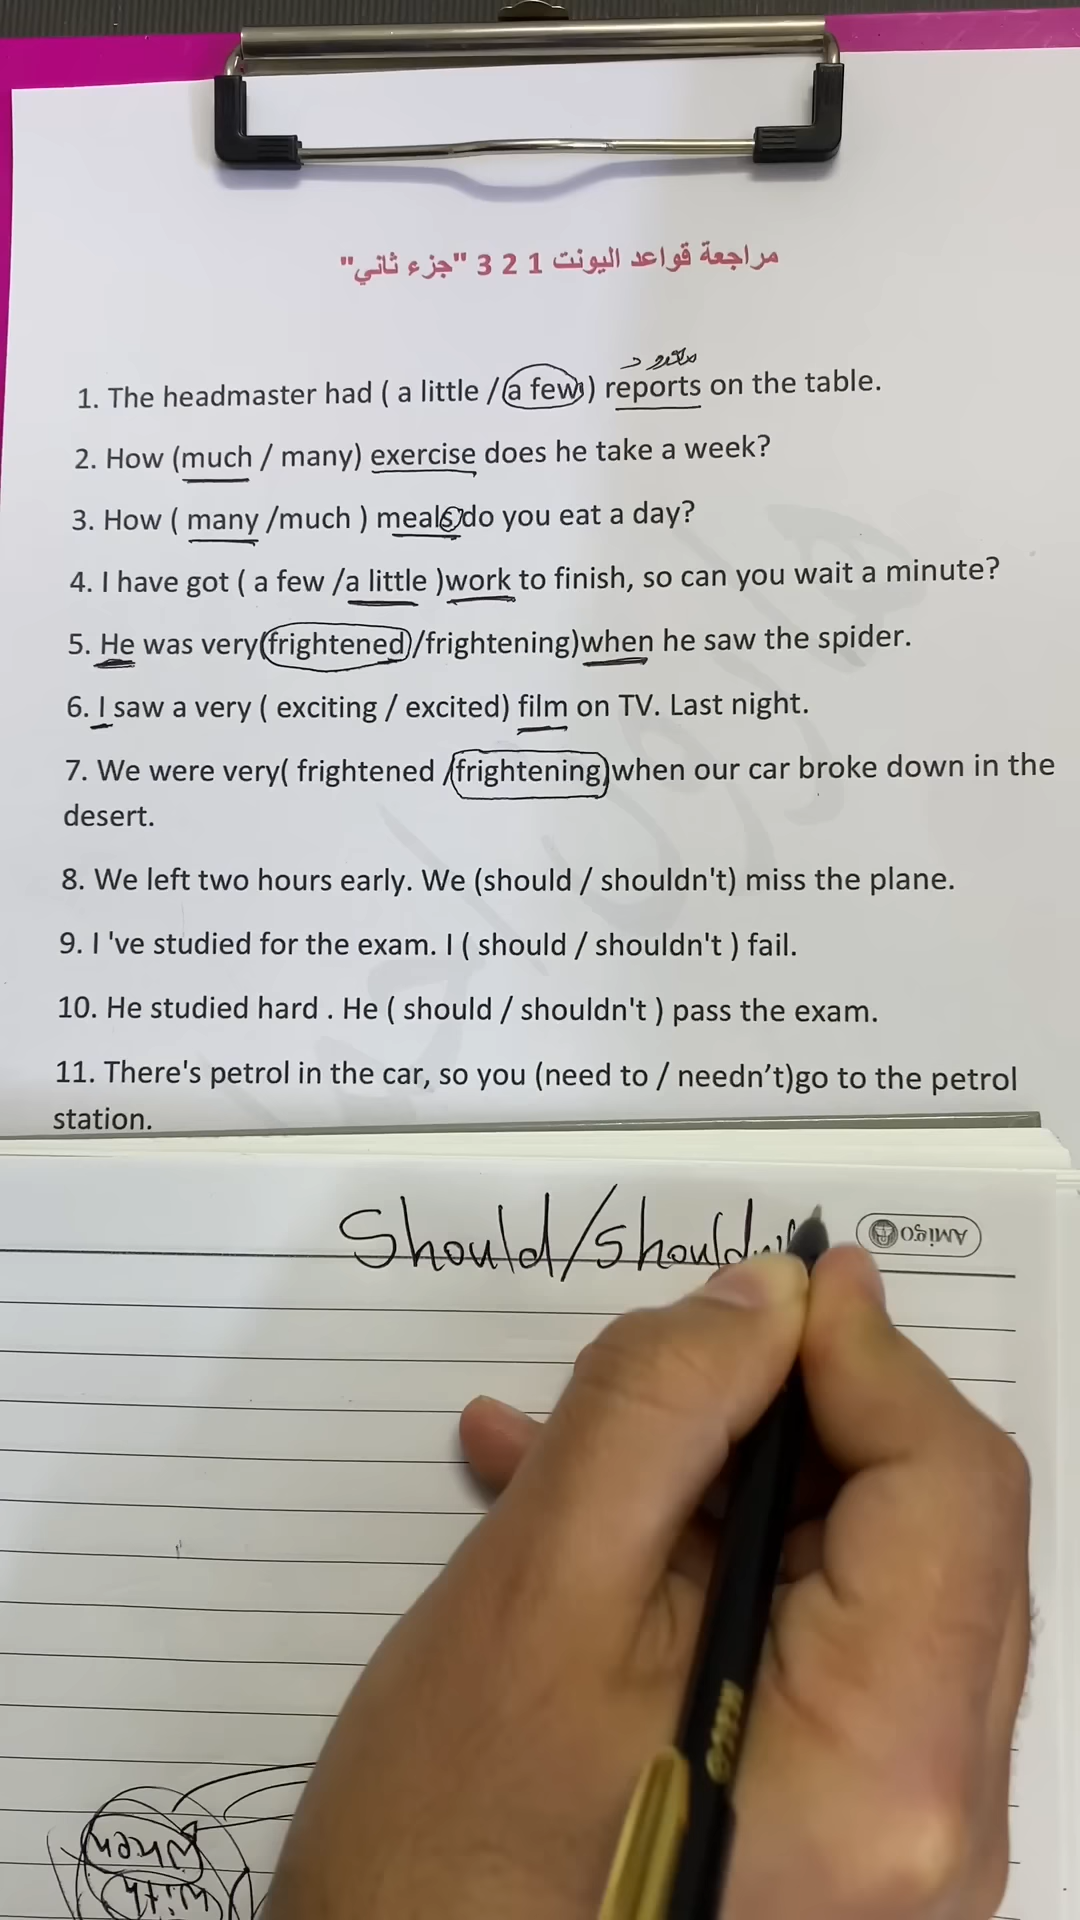 مراجعة قواعد اليونت 1 2 3 "جزء ثاني"
1. The headmaster had ( a little / a few ) reports on the table.
2. How (much / many) exercise does he take a week?
3. How ( many /much ) meals do you eat a day?
4. I have got ( a few /a little )work to finish, so can you wait a minute?
5. He was very(frightened /frightening)when he saw the spider.
6. I saw a very ( exciting / excited) film on TV. Last night.
7. We were very( frightened /frightening)when our car broke down in the
desert.
8. We left two hours early. We (should / shouldn't) miss the plane.
9. I 've studied for the exam. I ( should / shouldn't ) fail.
10. He studied hard . He ( should / shouldn't ) pass the exam.
11. There's petrol in the car, so you (need to / needn't)go to the petrol
station.
Should/shouldn't
AMiGO
when
with